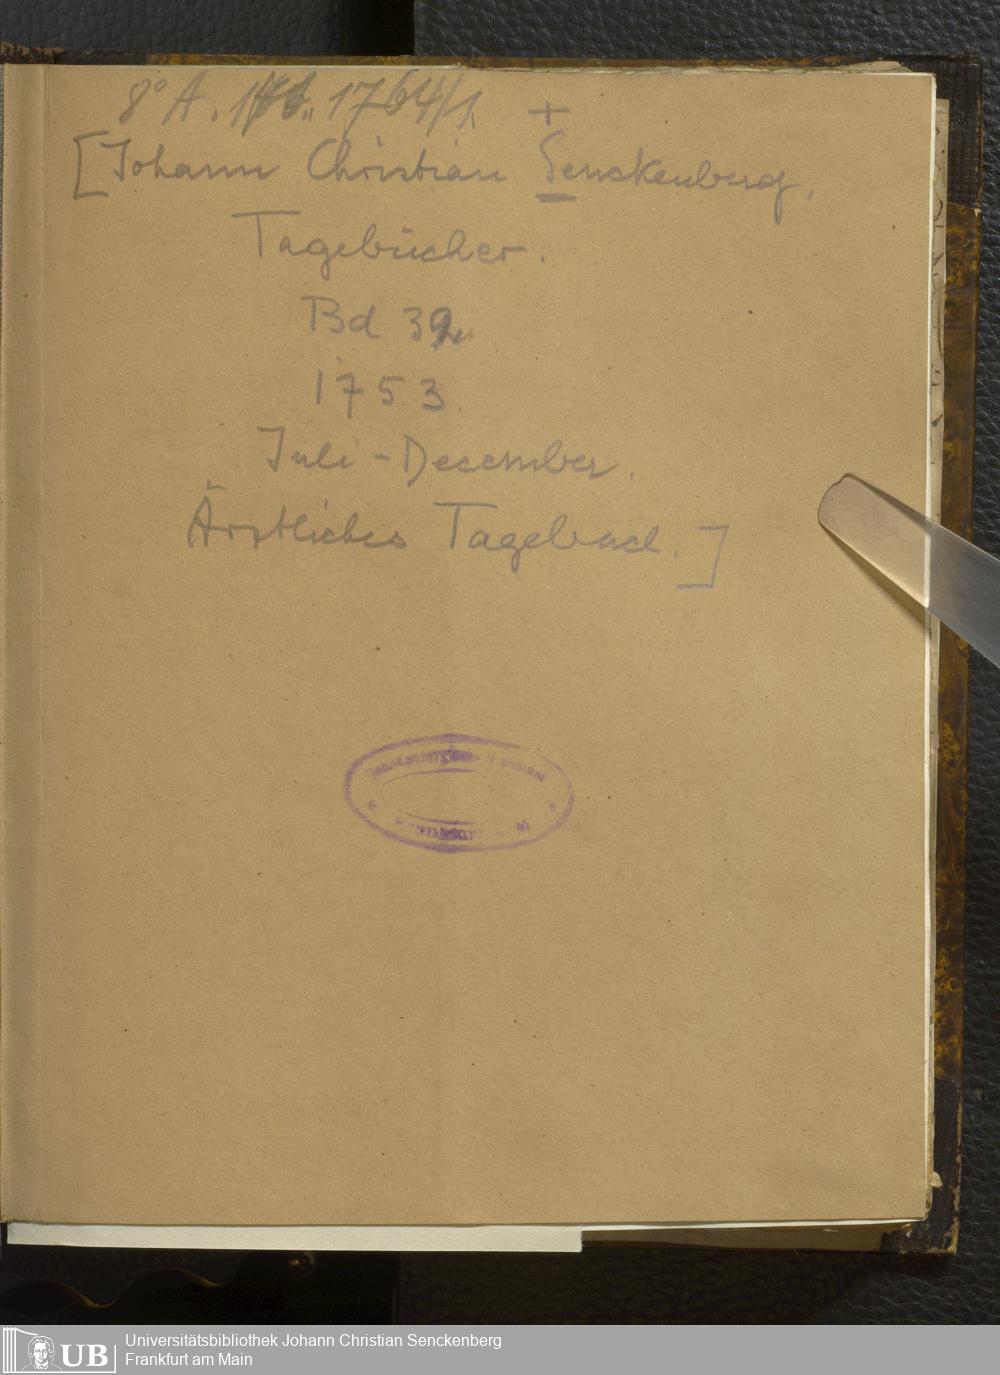 8° A. 1764/1. +
[Johann Christian Senckenberg.
Tagebücher.
Bd 39
1753.
Juli - December.
Ärztliches Tagebuch.]
UB
Universitätsbibliothek Johann Christian Senckenberg
Frankfurt am Main